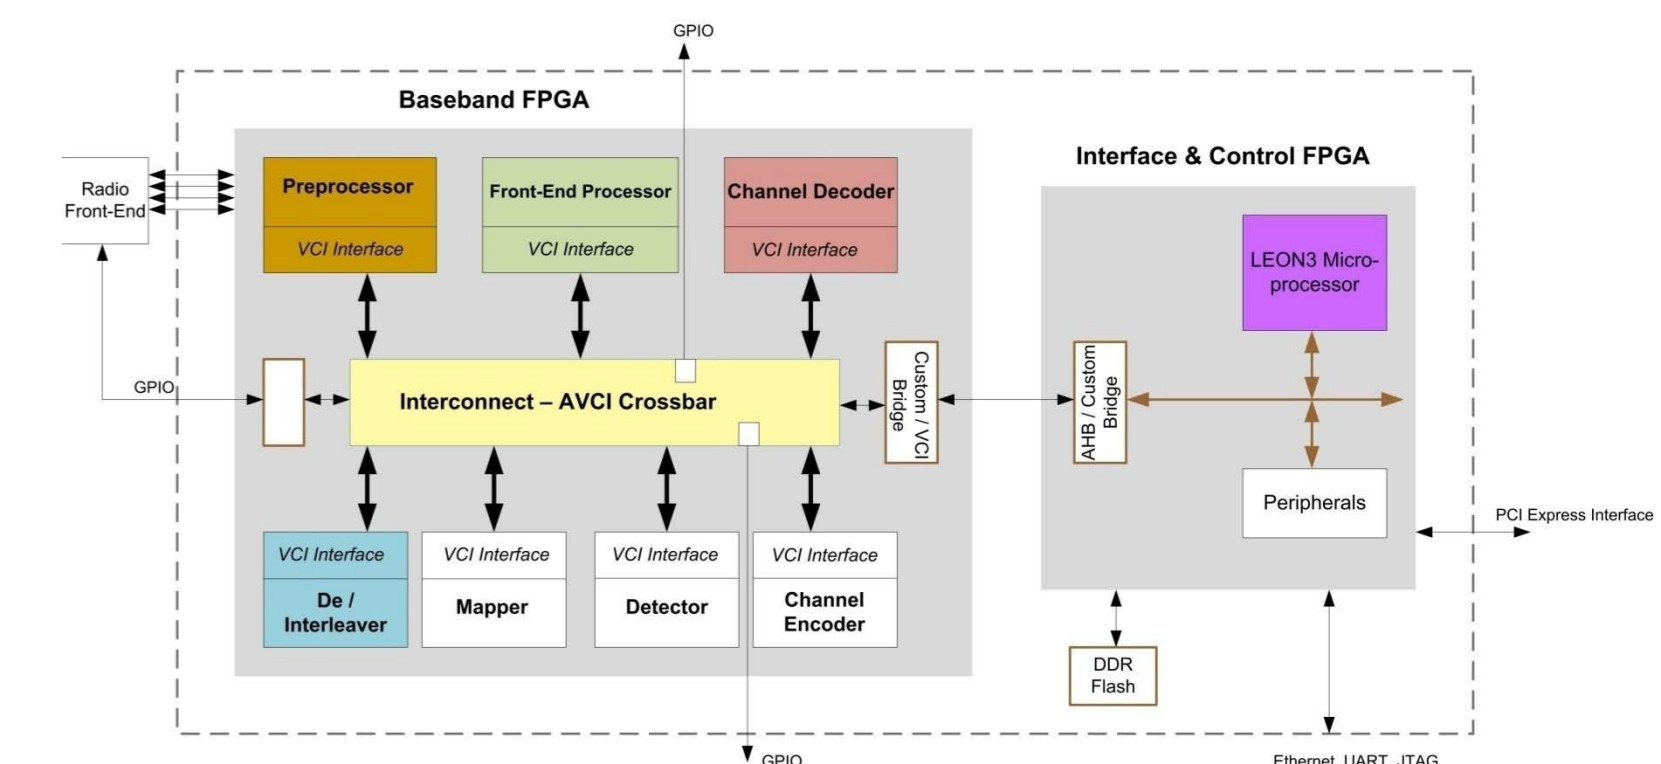 GPIO
Baseband FPGA
Interface & Control FPGA
Radio
Front-End
Preprocessor
VCI Interface
Front-End Processor
VCI Interface
Channel Decoder
VCI Interface
LEON3 Micro-
processor
GPIO
Interconnect – AVCI Crossbar
Custom / VCI
Bridge
AHB / Custom
Bridge
Peripherals
PCI Express Interface
VCI Interface
De /
Interleaver
VCI Interface
Mapper
VCI Interface
Detector
VCI Interface
Channel
Encoder
DDR
Flash
GPIO
Ethernet, UART, JTAG